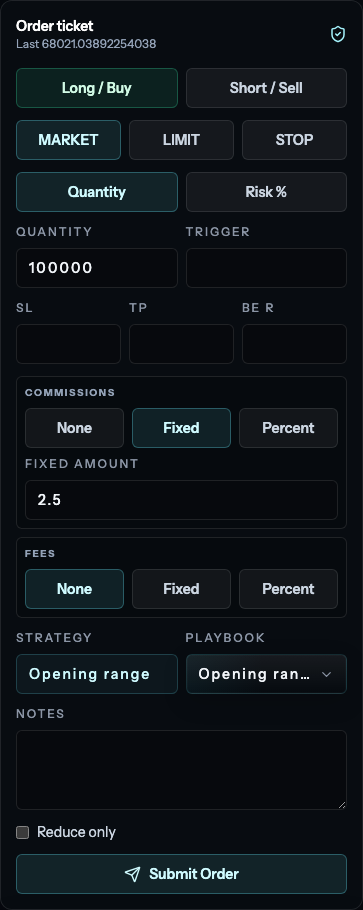 Order ticket
Last 68021.03892254038
Long / Buy Short / Sell
MARKET LIMIT STOP
Quantity Risk %
QUANTITY TRIGGER
100000
SL TP BE R
COMMISSIONS
None Fixed Percent
FIXED AMOUNT
2.5
FEES
None Fixed Percent
STRATEGY PLAYBOOK
Opening range Opening ran...
NOTES
Reduce only
Submit Order